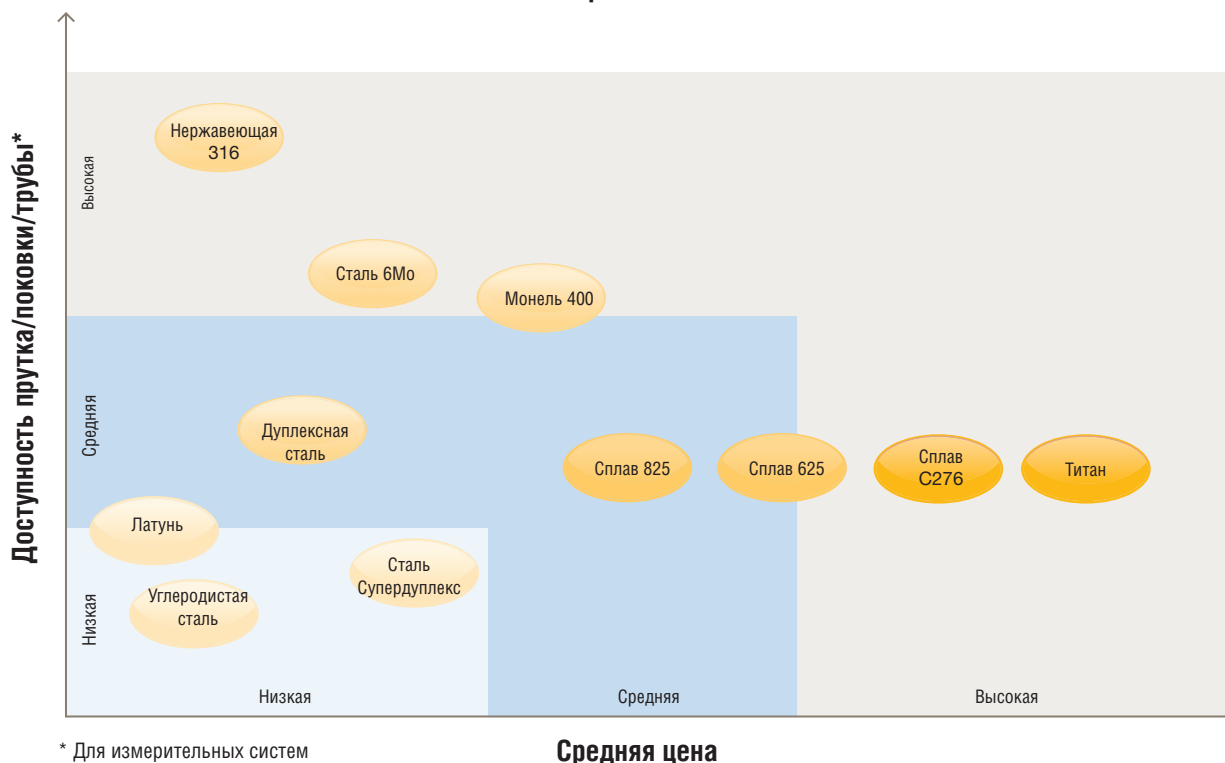 Доступность прутка/поковки/трубы*
Высокая
Средняя
Низкая
Нержавеющая
316
Сталь 6Мо
Монель 400
Дуплексная
сталь
Сплав 825
Сплав 625
Сплав
C276
Титан
Латунь
Сталь
Супердуплекс
Углеродистая
сталь
Низкая
Средняя
Высокая
* Для измерительных систем
Средняя цена